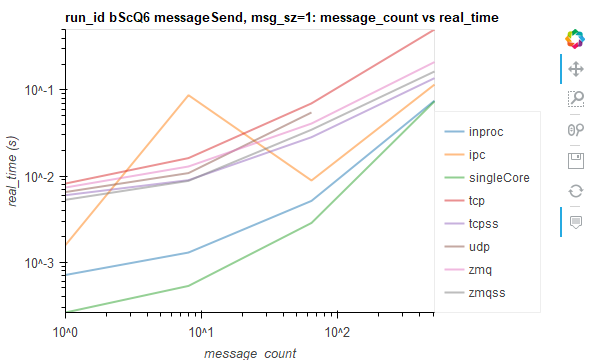 run_id bScQ6 messageSend, msg_sz=1: message_count vs real_time
real_time (s)
10^-1
10^-2
10^-3
10^0
10^1
10^2
message_count
inproc
ipc
singleCore
tcp
tcpss
udp
zmq
zmqss